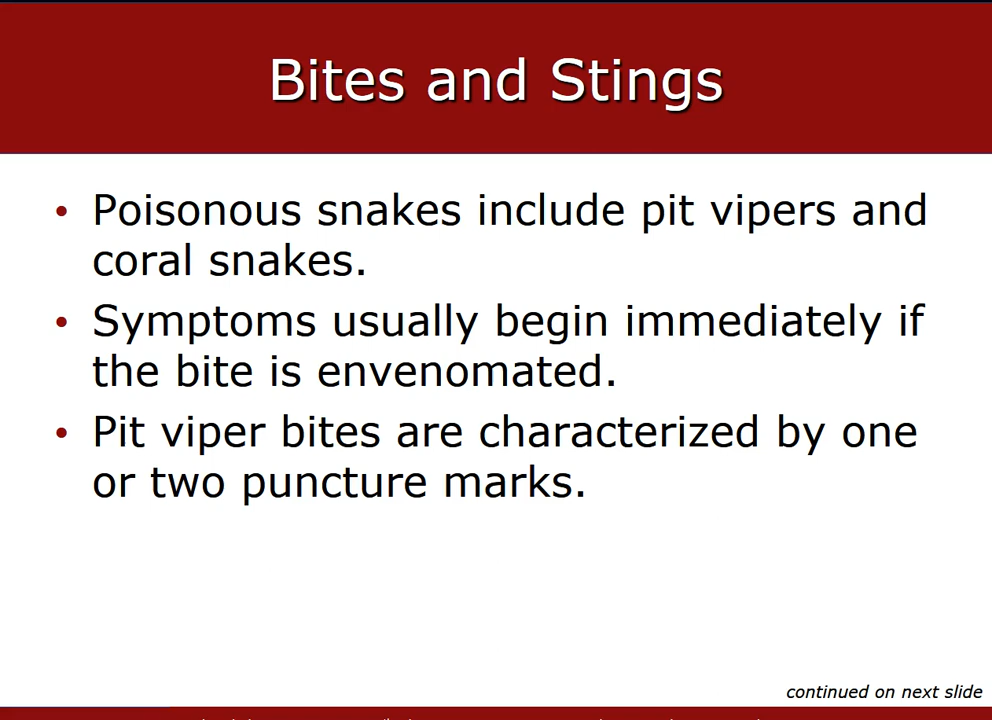 Bites and Stings
• Poisonous snakes include pit vipers and
coral snakes.
• Symptoms usually begin immediately if
the bite is envenomated.
• Pit viper bites are characterized by one
or two puncture marks.
continued on next slide